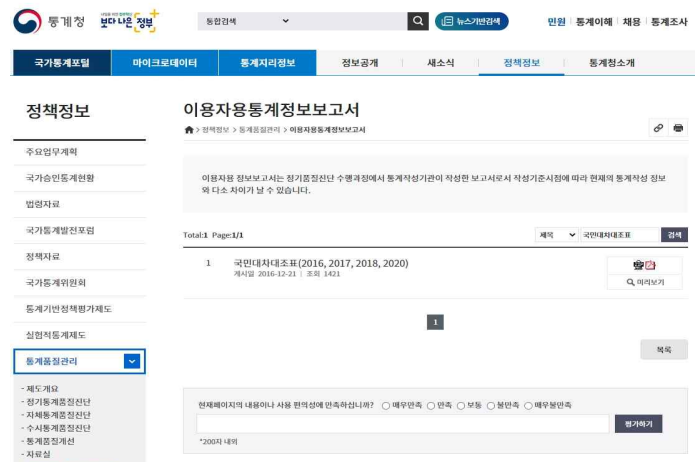 통계청 보다나은 정부
통합검색 뉴스기반검색 민원 통계이해 채용 통계조사
국가통계포털 마이크로데이터 통계지리정보 정보공개 새소식 정책정보 통계청소개
정책정보
주요업무계획
국가승인통계현황
법령자료
국가통계발전포럼
정책자료
국가통계위원회
통계기반정책평가제도
실험적통계제도
통계품질관리
- 제도개요
- 정기통계품질진단
- 자체통계품질진단
- 수시통계품질진단
- 통계품질개선
- 자료실
이용자용통계정보보고서
> 정책정보 > 통계품질관리 > 이용자용통계정보보고서
이용자용 정보보고서는 정기품질진단 수행과정에서 통계작성기관이 작성한 보고서로서 작성기준시점에 따라 현재의 통계작성 정보
와 다소 차이가 날 수 있습니다.
Total:1 Page:1/1 제목 국민대차대조표 검색
1 국민대차대조표(2016, 2017, 2018, 2020)
게시일 2016-12-21 | 조회 1421
미리보기
1
목록
현재페이지의 내용이나 사용 편의성에 만족하십니까? 매우만족 만족 보통 불만족 매우불만족
평가하기
*200자 내외